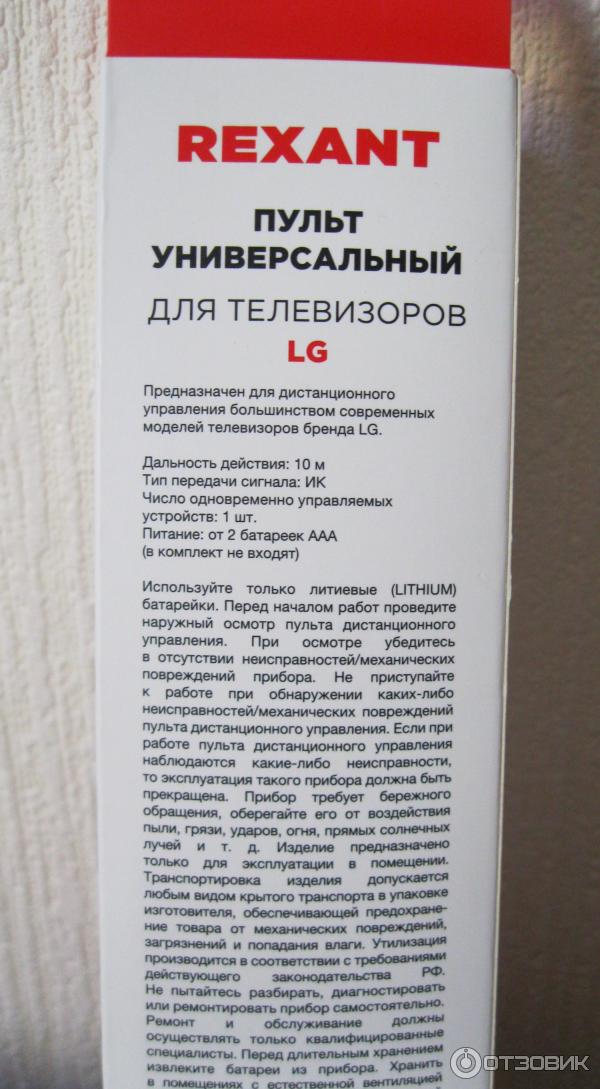 REXANT
ПУЛЬТ
УНИВЕРСАЛЬНЫЙ
ДЛЯ ТЕЛЕВИЗОРОВ
LG
Предназначен для дистанционного
управления большинством современных
моделей телевизоров бренда LG.
Дальность действия: 10 м
Тип передачи сигнала: ИК
Число одновременно управляемых
устройств: 1 шт.
Питание: от 2 батареек ААА
(в комплект не входят)
Используйте только литиевые (LITHIUM)
батарейки. Перед началом работ проведите
наружный осмотр пульта дистанционного
управления. При осмотре убедитесь
в отсутствии неисправностей/механических
повреждений прибора. Не приступайте
к работе при обнаружении каких-либо
неисправностей/механических повреждений
пульта дистанционного управления. Если при
работе пульта дистанционного управления
наблюдаются какие-либо неисправности,
то эксплуатация такого прибора должна быть
прекращена. Прибор требует бережного
обращения, оберегайте его от воздействия
пыли, грязи, ударов, огня, прямых солнечных
лучей и т. д. Изделие предназначено
только для эксплуатации в помещении.
Транспортировка изделия допускается
любым видом крытого транспорта в упаковке
изготовителя, обеспечивающей предохране-
ние товара от механических повреждений,
загрязнений и попадания влаги. Утилизация
производится в соответствии с требованиями
действующего законодательства РФ.
Не пытайтесь разбирать, диагностировать
или ремонтировать прибор самостоятельно.
Ремонт и обслуживание должны
осуществлять только квалифицированные
специалисты. Перед длительным хранением
извлеките батареи из прибора. Хранить
в помещениях с естественной вентиляцией
ОТЗОВИК